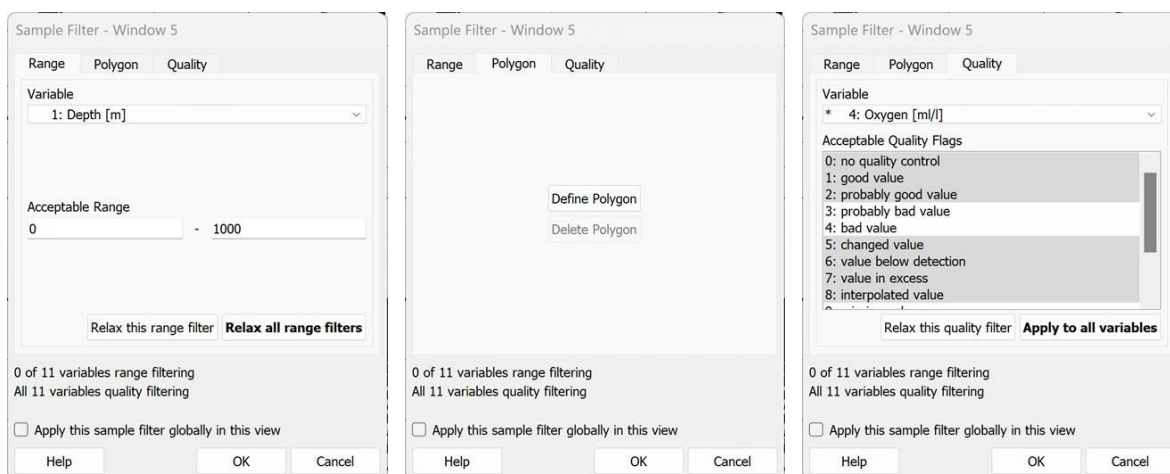 Sample Filter - Window 5
Range Polygon Quality
Variable
1: Depth [m]
Acceptable Range
0 - 1000
Relax this range filter Relax all range filters
0 of 11 variables range filtering
All 11 variables quality filtering
Apply this sample filter globally in this view
Help OK Cancel
Sample Filter - Window 5
Range Polygon Quality
Define Polygon
Delete Polygon
0 of 11 variables range filtering
All 11 variables quality filtering
Apply this sample filter globally in this view
Help OK Cancel
Sample Filter - Window 5
Range Polygon Quality
Variable
* 4: Oxygen [ml/l]
Acceptable Quality Flags
0: no quality control
1: good value
2: probably good value
3: probably bad value
4: bad value
5: changed value
6: value below detection
7: value in excess
8: interpolated value
Relax this quality filter Apply to all variables
0 of 11 variables range filtering
All 11 variables quality filtering
Apply this sample filter globally in this view
Help OK Cancel